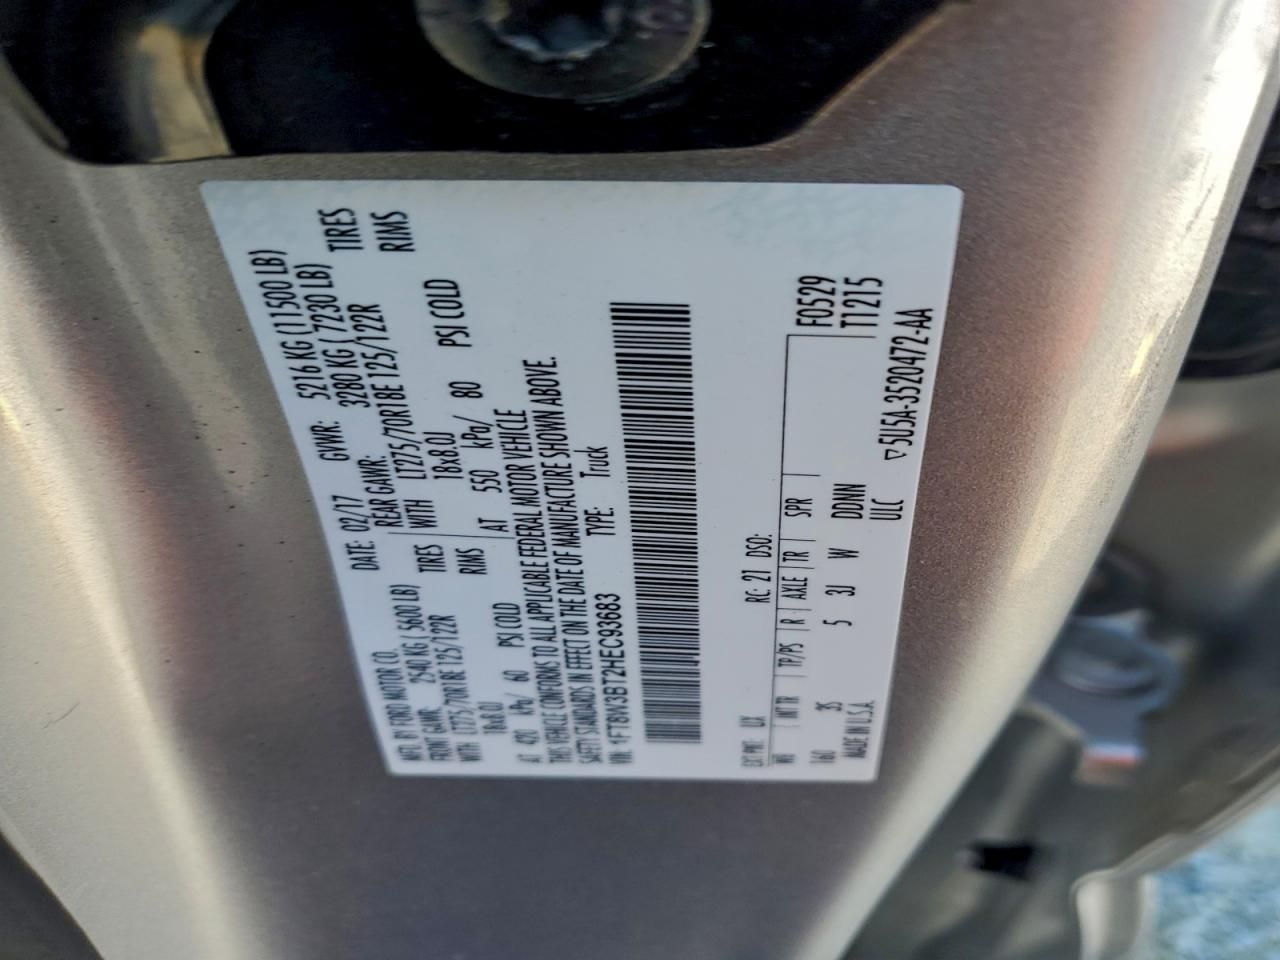 MFD. BY FORD MOTOR CO.
DATE: 02/17 GVWR: 5216 KG (11500 LB)
FRONT GAWR: 2540 KG ( 5600 LB) REAR GAWR: 3280 KG ( 7230 LB)
WITH LT275/70R18E 125/122R TIRES WITH LT275/70R18E 125/122R TIRES
18x8.0J RIMS 18x8.0J RIMS
AT 420 kPa/ 60 PSI COLD AT 550 kPa/ 80 PSI COLD
THIS VEHICLE CONFORMS TO ALL APPLICABLE FEDERAL MOTOR VEHICLE
SAFETY STANDARDS IN EFFECT ON THE DATE OF MANUFACTURE SHOWN ABOVE.
VIN: 1FT8W3BT2HEC93683 TYPE: Truck
EXT PNT: UX RC: 21 DSO: F0529
WB INT TR TP/PS R AXLE TR SPR T1215
160 3S 5 3J W DDNN
MADE IN U.S.A. ULC
▽5U5A-3520472-AA